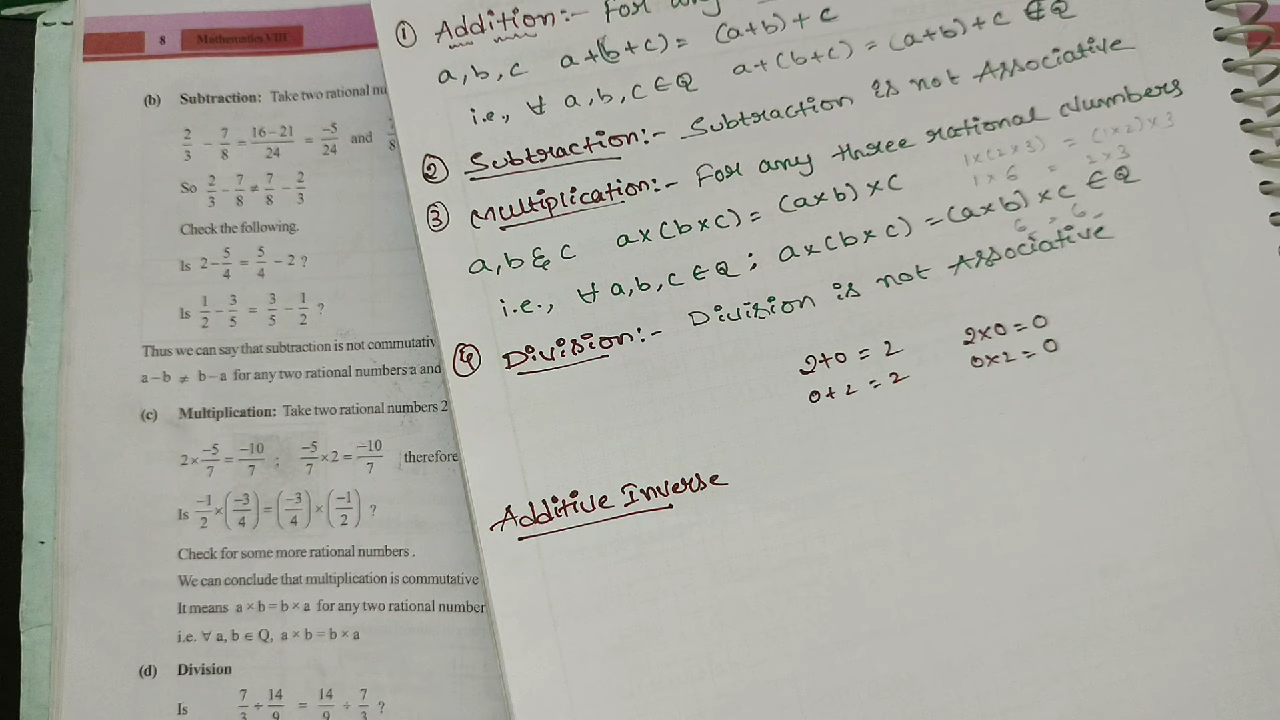 8 Mathematics VIII
(b) Subtraction: Take two rational nu
2/3 - 7/8 = 16-21/24 = -5/24 and
So 2/3 - 7/8 ≠ 7/8 - 2/3
Check the following.
Is 2 - 5/4 = 5/4 - 2 ?
Is 1/2 - 3/5 = 3/5 - 1/2 ?
Thus we can say that subtraction is not commutativ
a - b ≠ b - a for any two rational numbers a and
(c) Multiplication: Take two rational numbers 2
2 × -5/7 = -10/7 ; -5/7 × 2 = -10/7 therefore
Is -1/2 × (-3/4) = (-3/4) × (-1/2) ?
Check for some more rational numbers.
We can conclude that multiplication is commutative
It means a × b = b × a for any two rational number
i.e. ∀ a, b ∈ Q, a × b = b × a
(d) Division
Is 7/3 ÷ 14/9 = 14/9 ÷ 7/3 ?
① Addition:- For any
a, b, c a+(b+c) = (a+b)+c
i.e., ∀ a,b,c ∈ Q a+(b+c) = (a+b)+c ∈ Q
② Subtraction:- Subtraction is not Associative
③ Multiplication:- For any three rational Numbers
1×(2×3) = (1×2)×3
1×6 = 2×3
a, b & c a×(b×c) = (a×b)×c
6 = 6
i.e., ∀ a,b,c ∈ Q ; a×(b×c) = (a×b)×c ∈ Q
④ Division:- Division is not Associative
2+0 = 2 2×0 = 0
0+2 = 2 0×2 = 0
Additive Inverse